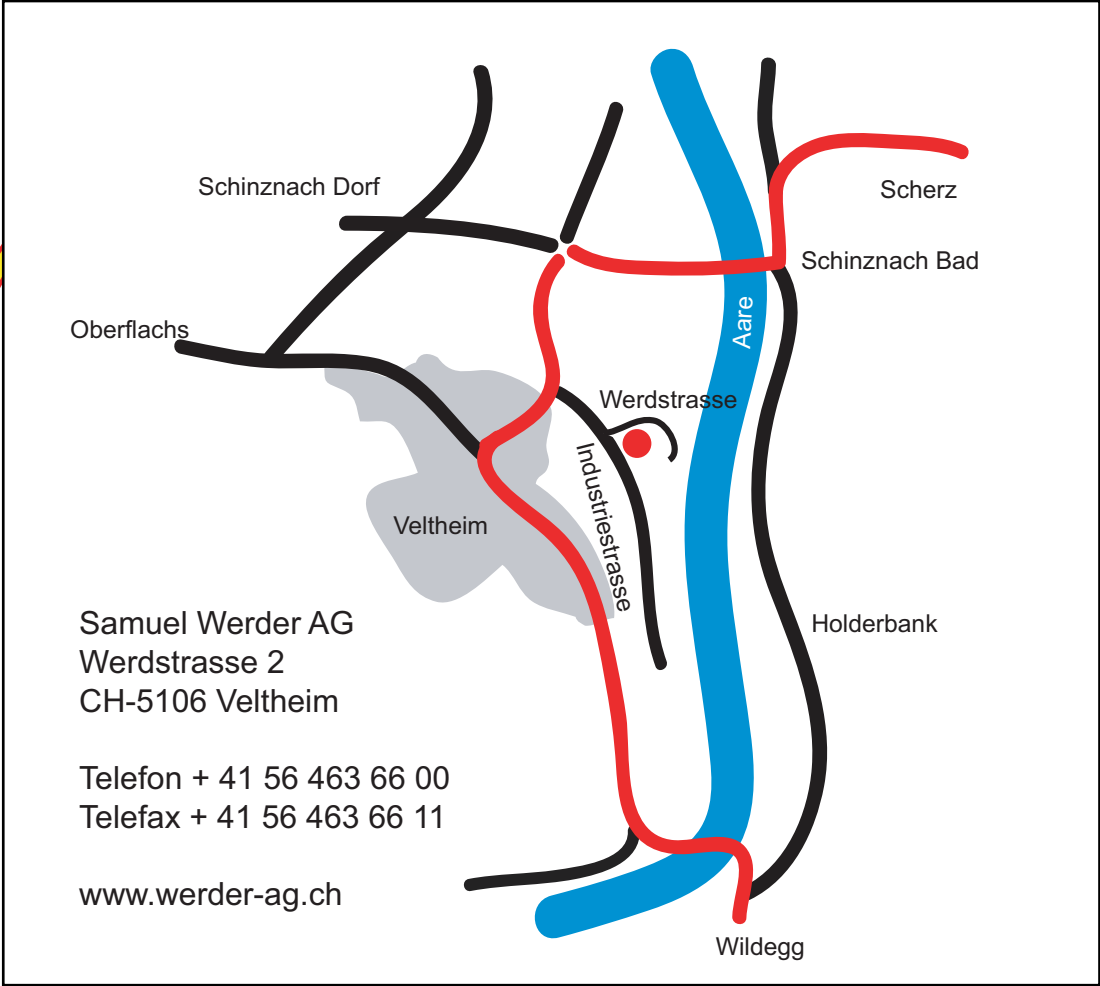 Schinznach Dorf
Scherz
Schinznach Bad
Aare
Oberflachs
Werdstrasse
Industriestrasse
Veltheim
Holderbank
Samuel Werder AG
Werdstrasse 2
CH-5106 Veltheim
Telefon + 41 56 463 66 00
Telefax + 41 56 463 66 11
www.werder-ag.ch
Wildegg